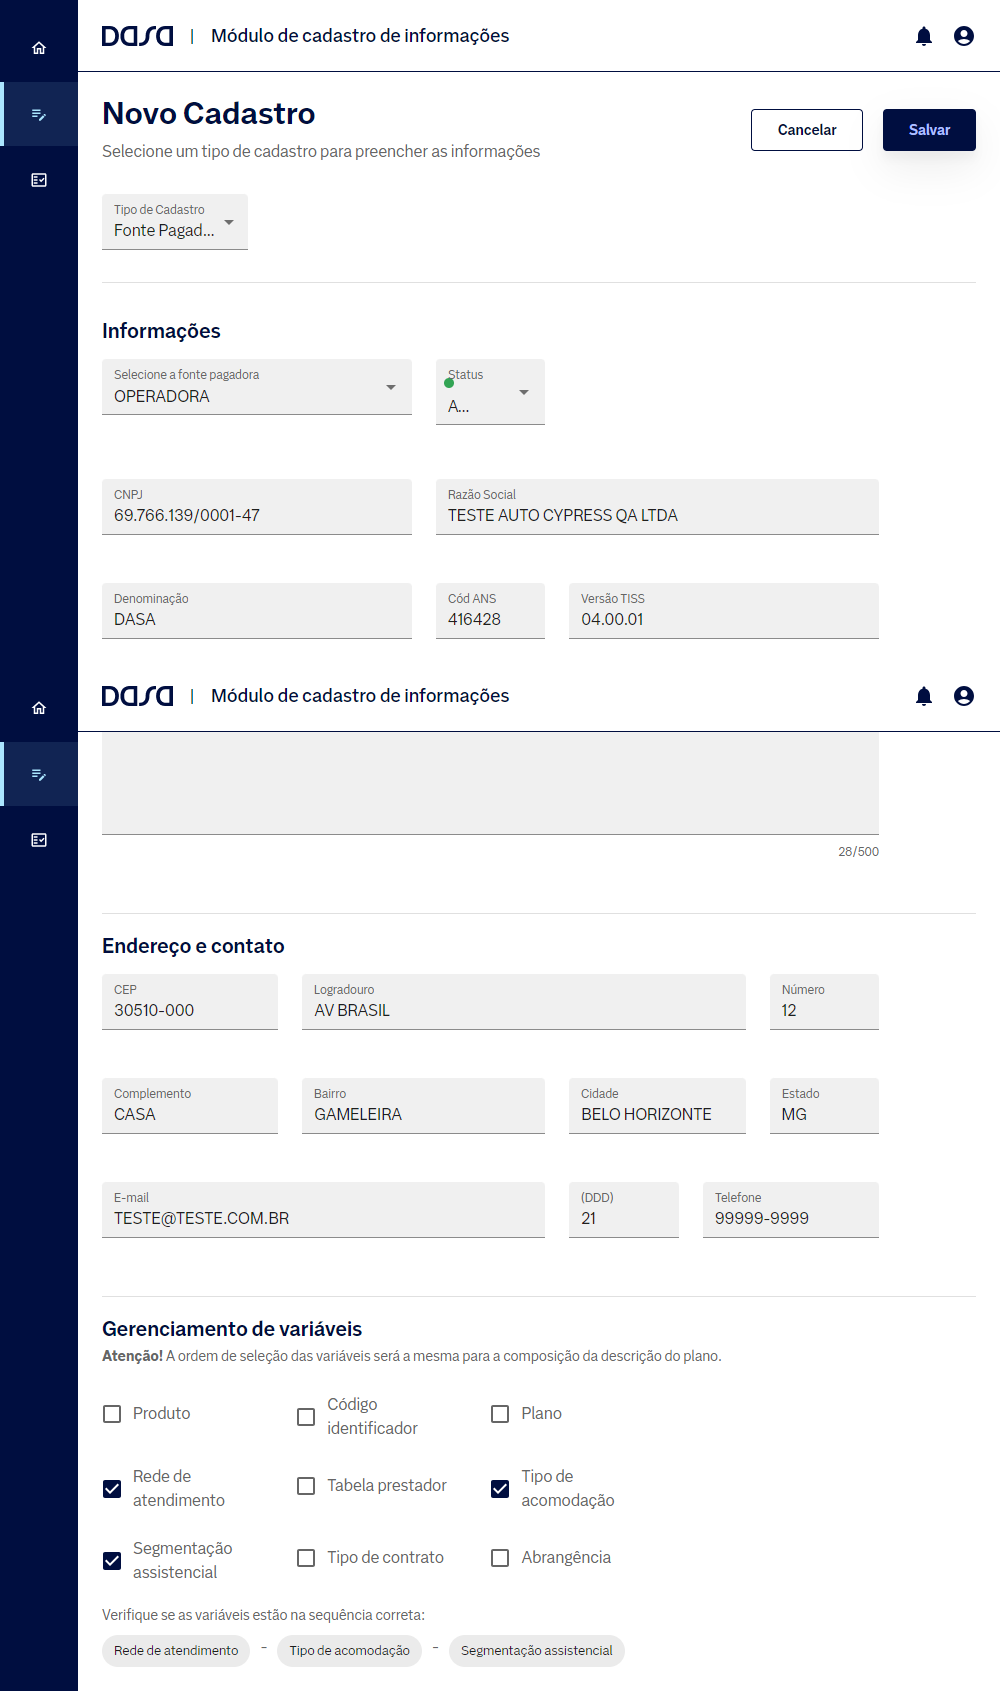 DASA | Módulo de cadastro de informações
Novo Cadastro
Cancelar
Salvar
Selecione um tipo de cadastro para preencher as informações
Tipo de Cadastro
Fonte Pagad...
Informações
Selecione a fonte pagadora
OPERADORA
Status
A...
CNPJ
69.766.139/0001-47
Razão Social
TESTE AUTO CYPRESS QA LTDA
Denominação
DASA
Cód ANS
416428
Versão TISS
04.00.01
DASA | Módulo de cadastro de informações
28/500
Endereço e contato
CEP
30510-000
Logradouro
AV BRASIL
Número
12
Complemento
CASA
Bairro
GAMELEIRA
Cidade
BELO HORIZONTE
Estado
MG
E-mail
TESTE@TESTE.COM.BR
(DDD)
21
Telefone
99999-9999
Gerenciamento de variáveis
Atenção! A ordem de seleção das variáveis será a mesma para a composição da descrição do plano.
Produto
Código
identificador
Plano
Rede de
atendimento
Tabela prestador
Tipo de
acomodação
Segmentação
assistencial
Tipo de contrato
Abrangência
Verifique se as variáveis estão na sequência correta:
Rede de atendimento - Tipo de acomodação - Segmentação assistencial